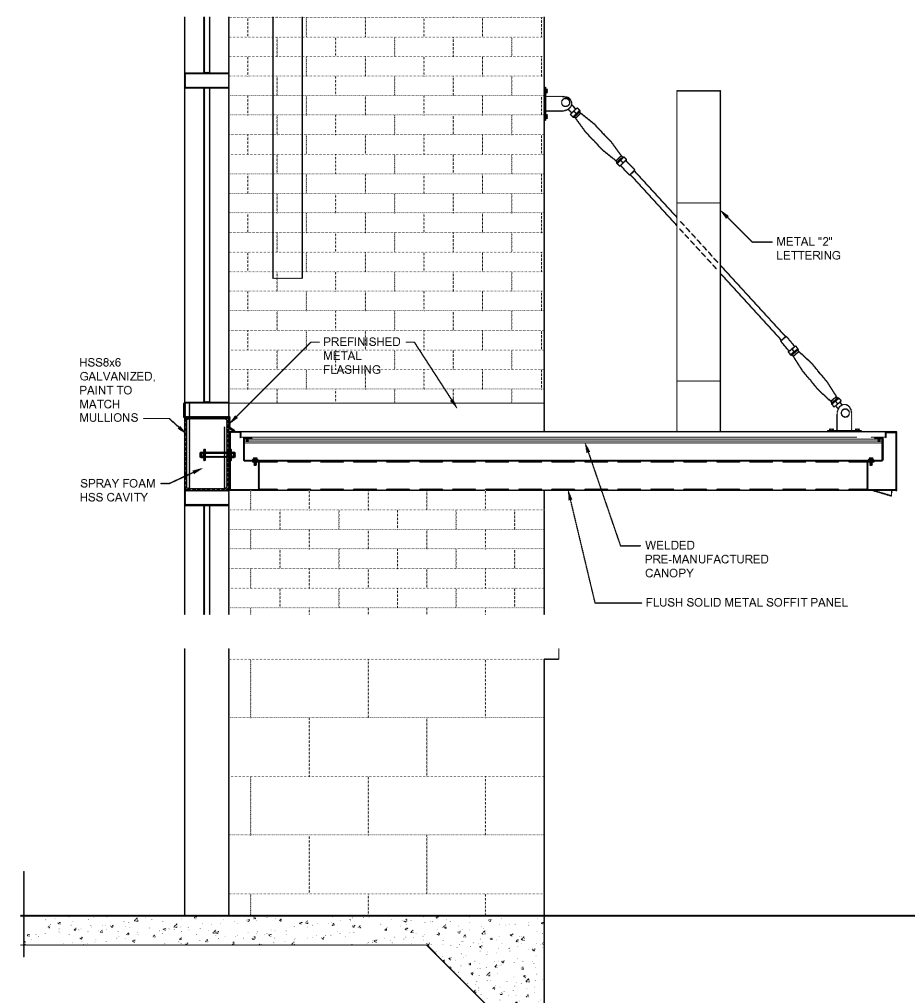 METAL "2"
LETTERING
PREFINISHED
METAL
FLASHING
HSS8x6
GALVANIZED,
PAINT TO
MATCH
MULLIONS
SPRAY FOAM
HSS CAVITY
WELDED
PRE-MANUFACTURED
CANOPY
FLUSH SOLID METAL SOFFIT PANEL